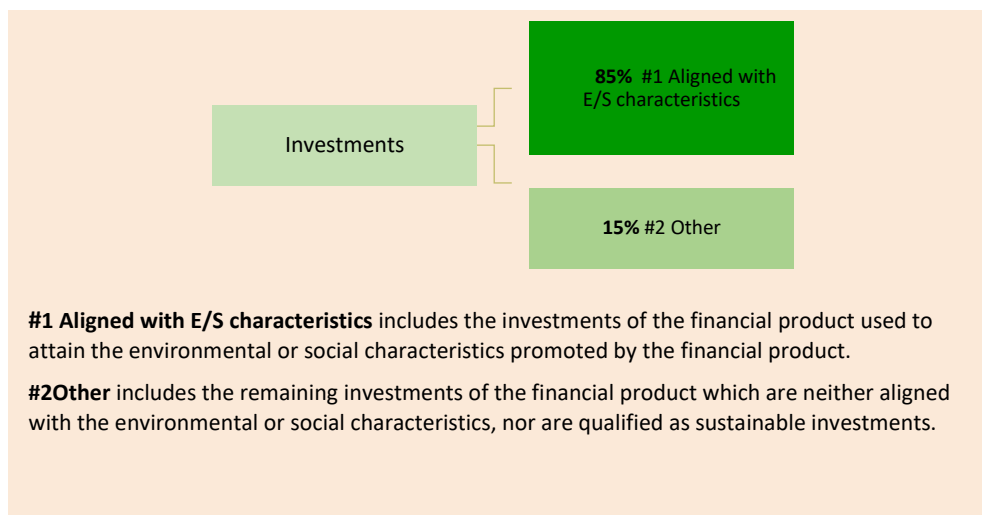 85% #1 Aligned with
E/S characteristics
Investments
15% #2 Other
#1 Aligned with E/S characteristics includes the investments of the financial product used to
attain the environmental or social characteristics promoted by the financial product.
#2Other includes the remaining investments of the financial product which are neither aligned
with the environmental or social characteristics, nor are qualified as sustainable investments.